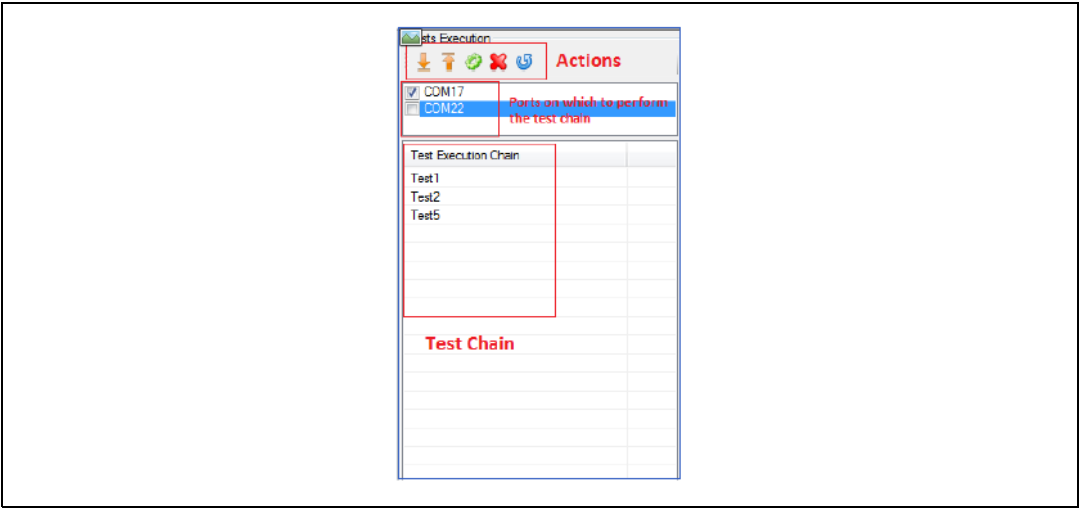 sts Execution
Actions
COM17
COM22
Ports on which to perform
the test chain
Test Execution Chain
Test1
Test2
Test5
Test Chain